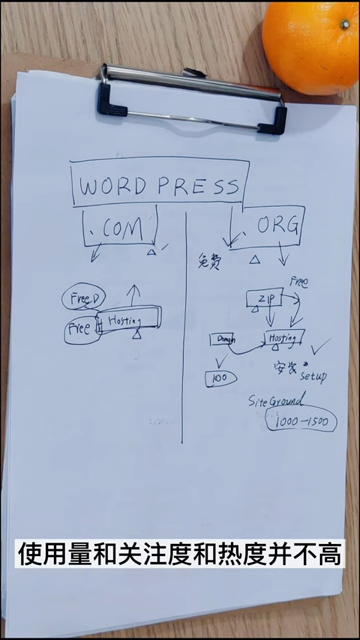 WORDPRESS
.COM
.ORG
免费
Free D
Free
Hosting
Free
ZIP
Domain
Hosting
100
安装
Setup
SiteGround
1000-1500
使用量和关注度和热度并不高